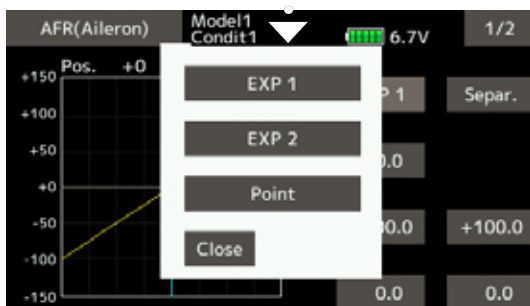 AFR(Aileron)
Model1
Condit1
6.7V
1/2
Pos. +0
+150
+100
+50
+0
-50
-100
-150
EXP 1
EXP 2
Point
Close
P 1
Separ.
0.0
00.0
+100.0
0.0
0.0